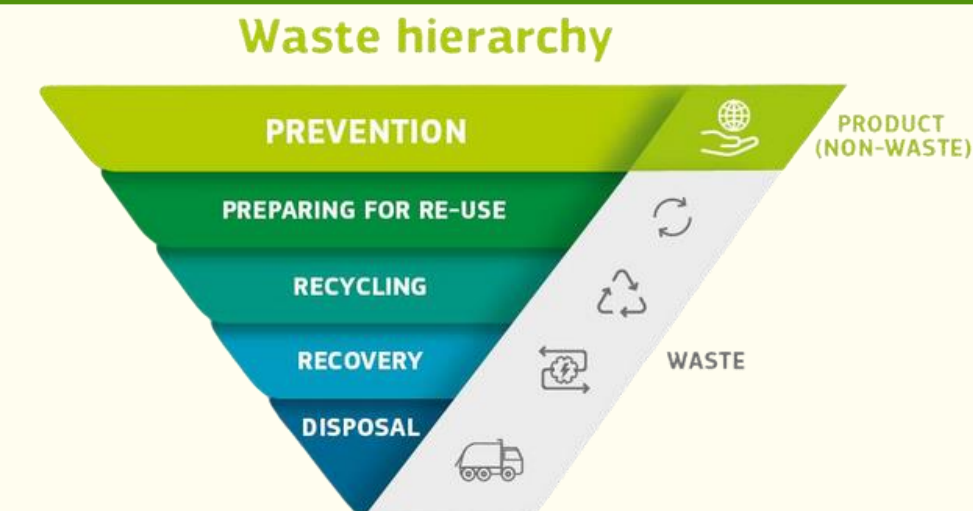 Waste hierarchy
PREVENTION
PRODUCT
(NON-WASTE)
PREPARING FOR RE-USE
RECYCLING
RECOVERY
WASTE
DISPOSAL